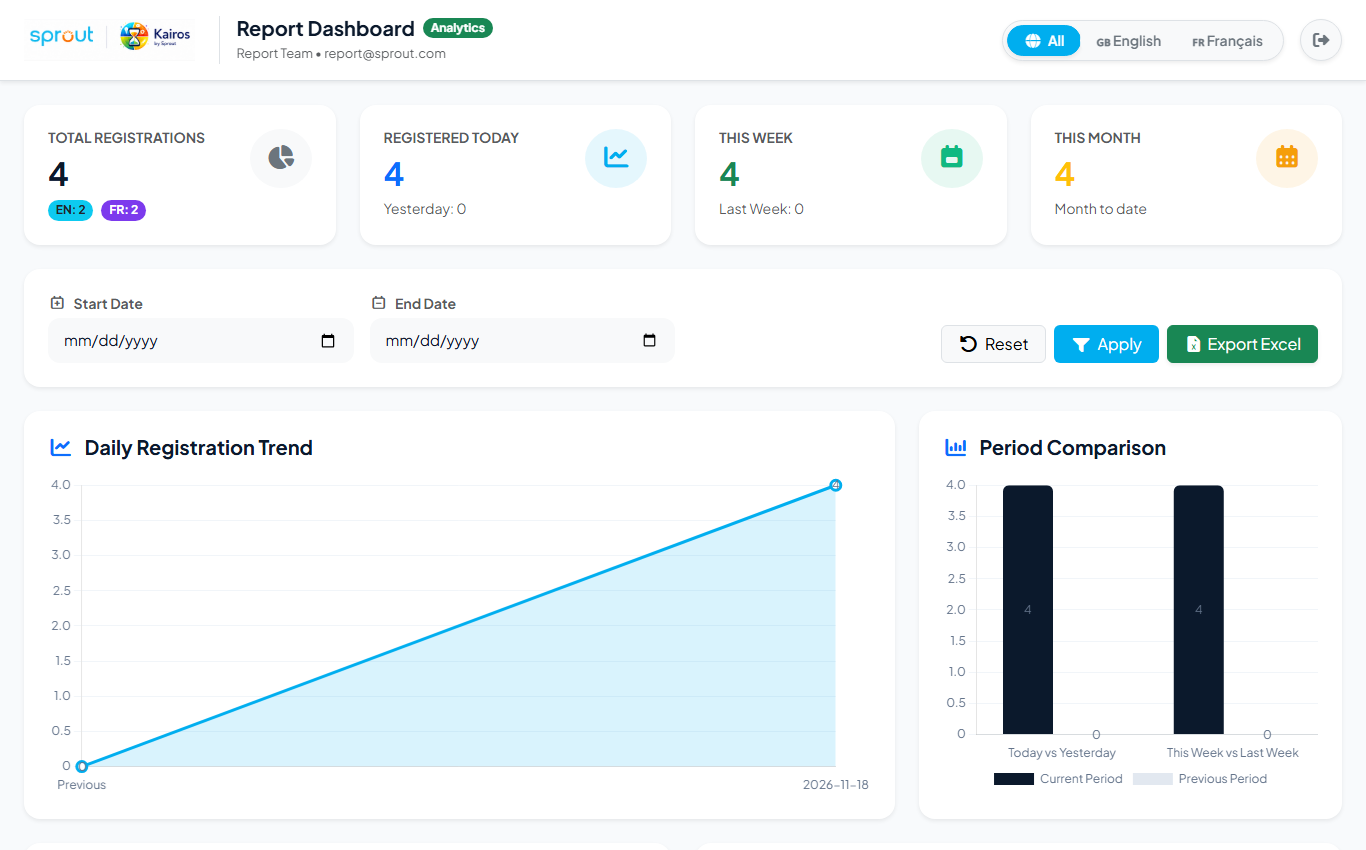 sprout
Kairos
by Sprout
Report Dashboard
Analytics
Report Team • report@sprout.com
All
GB English
FR Français
TOTAL REGISTRATIONS
4
EN: 2
FR: 2
REGISTERED TODAY
4
Yesterday: 0
THIS WEEK
4
Last Week: 0
THIS MONTH
4
Month to date
Start Date
mm/dd/yyyy
End Date
mm/dd/yyyy
Reset
Apply
Export Excel
Daily Registration Trend
4.0
3.5
3.0
2.5
2.0
1.5
1.0
0.5
0
4
0
Previous
2026-11-18
Period Comparison
4.0
3.5
3.0
2.5
2.0
1.5
1.0
0.5
0
4
0
4
0
Today vs Yesterday
This Week vs Last Week
Current Period
Previous Period